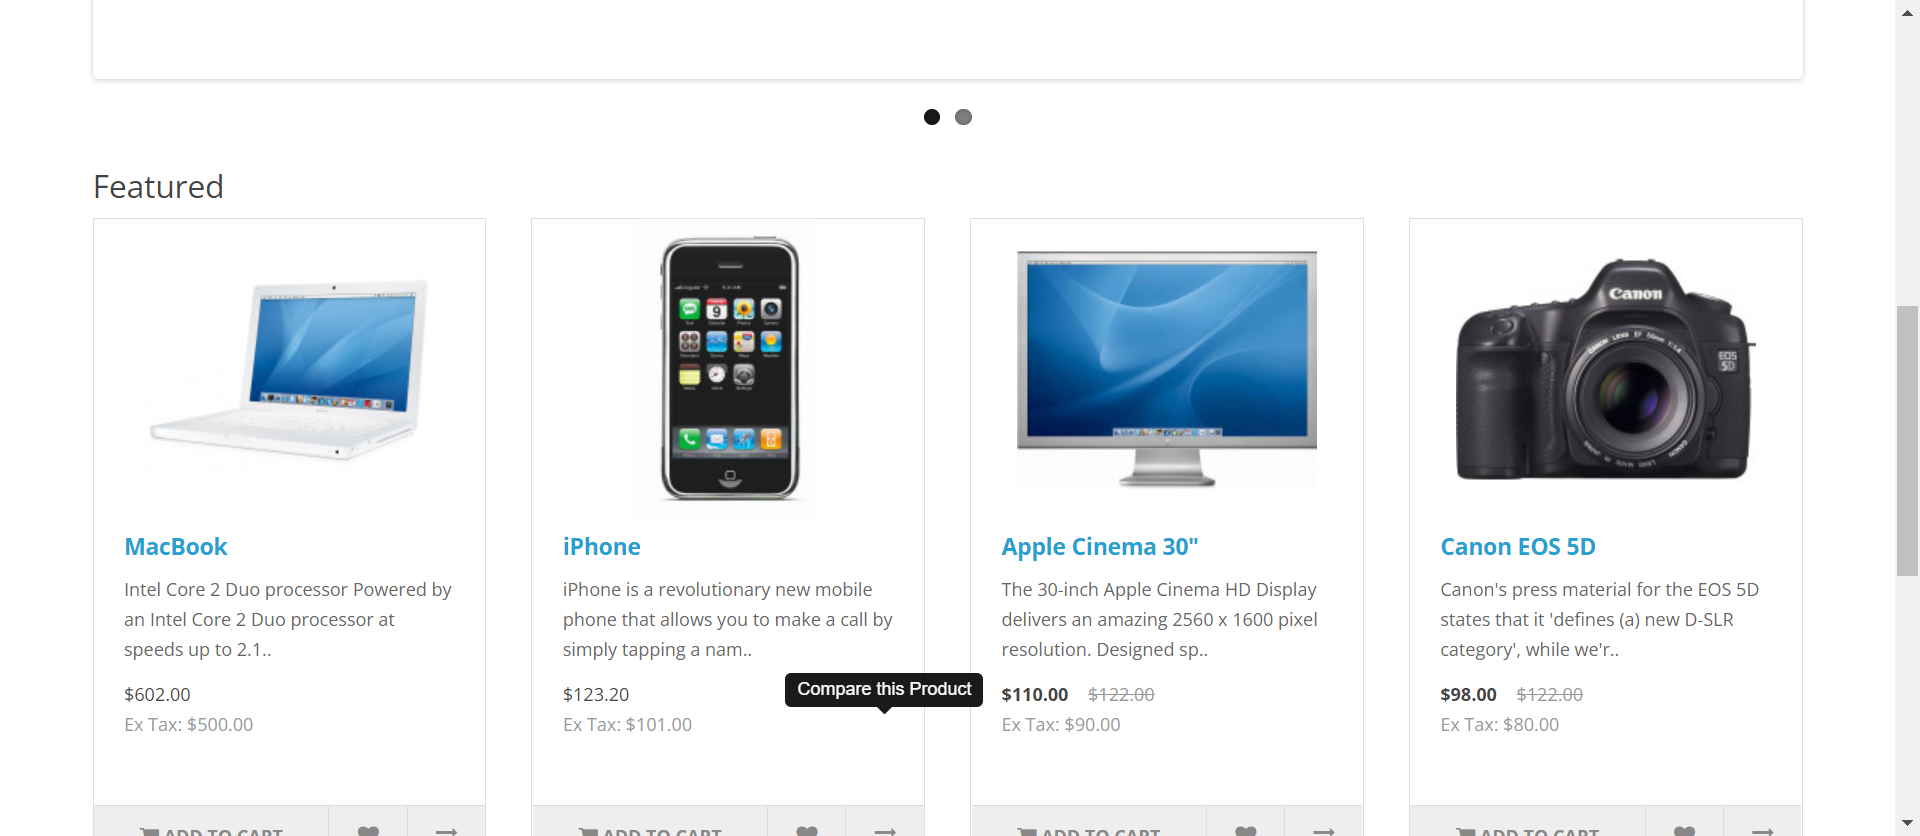 Featured
Canon
EOS
5D
MacBook
Intel Core 2 Duo processor Powered by
an Intel Core 2 Duo processor at
speeds up to 2.1..
$602.00
Ex Tax: $500.00
ADD TO CART
iPhone
iPhone is a revolutionary new mobile
phone that allows you to make a call by
simply tapping a nam..
Compare this Product
$123.20
Ex Tax: $101.00
ADD TO CART
Apple Cinema 30"
The 30-inch Apple Cinema HD Display
delivers an amazing 2560 x 1600 pixel
resolution. Designed sp..
$110.00 $122.00
Ex Tax: $90.00
ADD TO CART
Canon EOS 5D
Canon's press material for the EOS 5D
states that it 'defines (a) new D-SLR
category', while we'r..
$98.00 $122.00
Ex Tax: $80.00
ADD TO CART